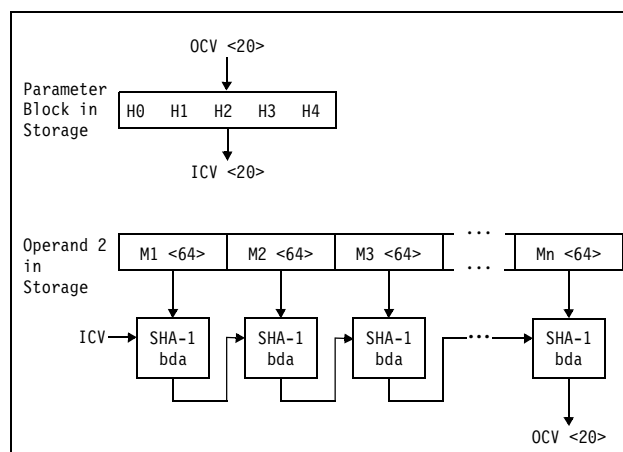 OCV <20>
Parameter
Block in
Storage
H0 H1 H2 H3 H4
ICV <20>
Operand 2
in
Storage
M1 <64> M2 <64> M3 <64> ... ... Mn <64>
ICV
SHA-1
bda
SHA-1
bda
SHA-1
bda
...
SHA-1
bda
OCV <20>